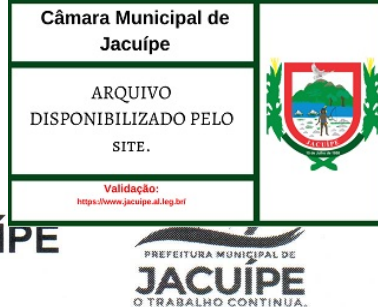 Câmara Municipal de
Jacuípe
ARQUIVO
DISPONIBILIZADO PELO
SITE.
Validação:
https://www.jacuipe.al.leg.br/
JACUÍPE
ÍPE
PREFEITURA MUNICIPAL DE
JACUÍPE
O TRABALHO CONTINUA.